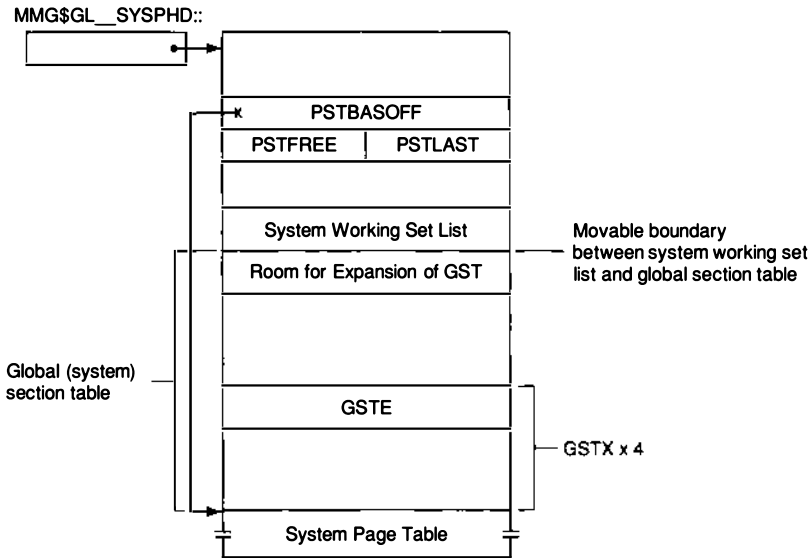 MMG$GL__SYSPHD::
PSTBASOFF
PSTFREE PSTLAST
System Working Set List
Movable boundary
between system working set
list and global section table
Room for Expansion of GST
Global (system)
section table
GSTE
GSTX x 4
System Page Table